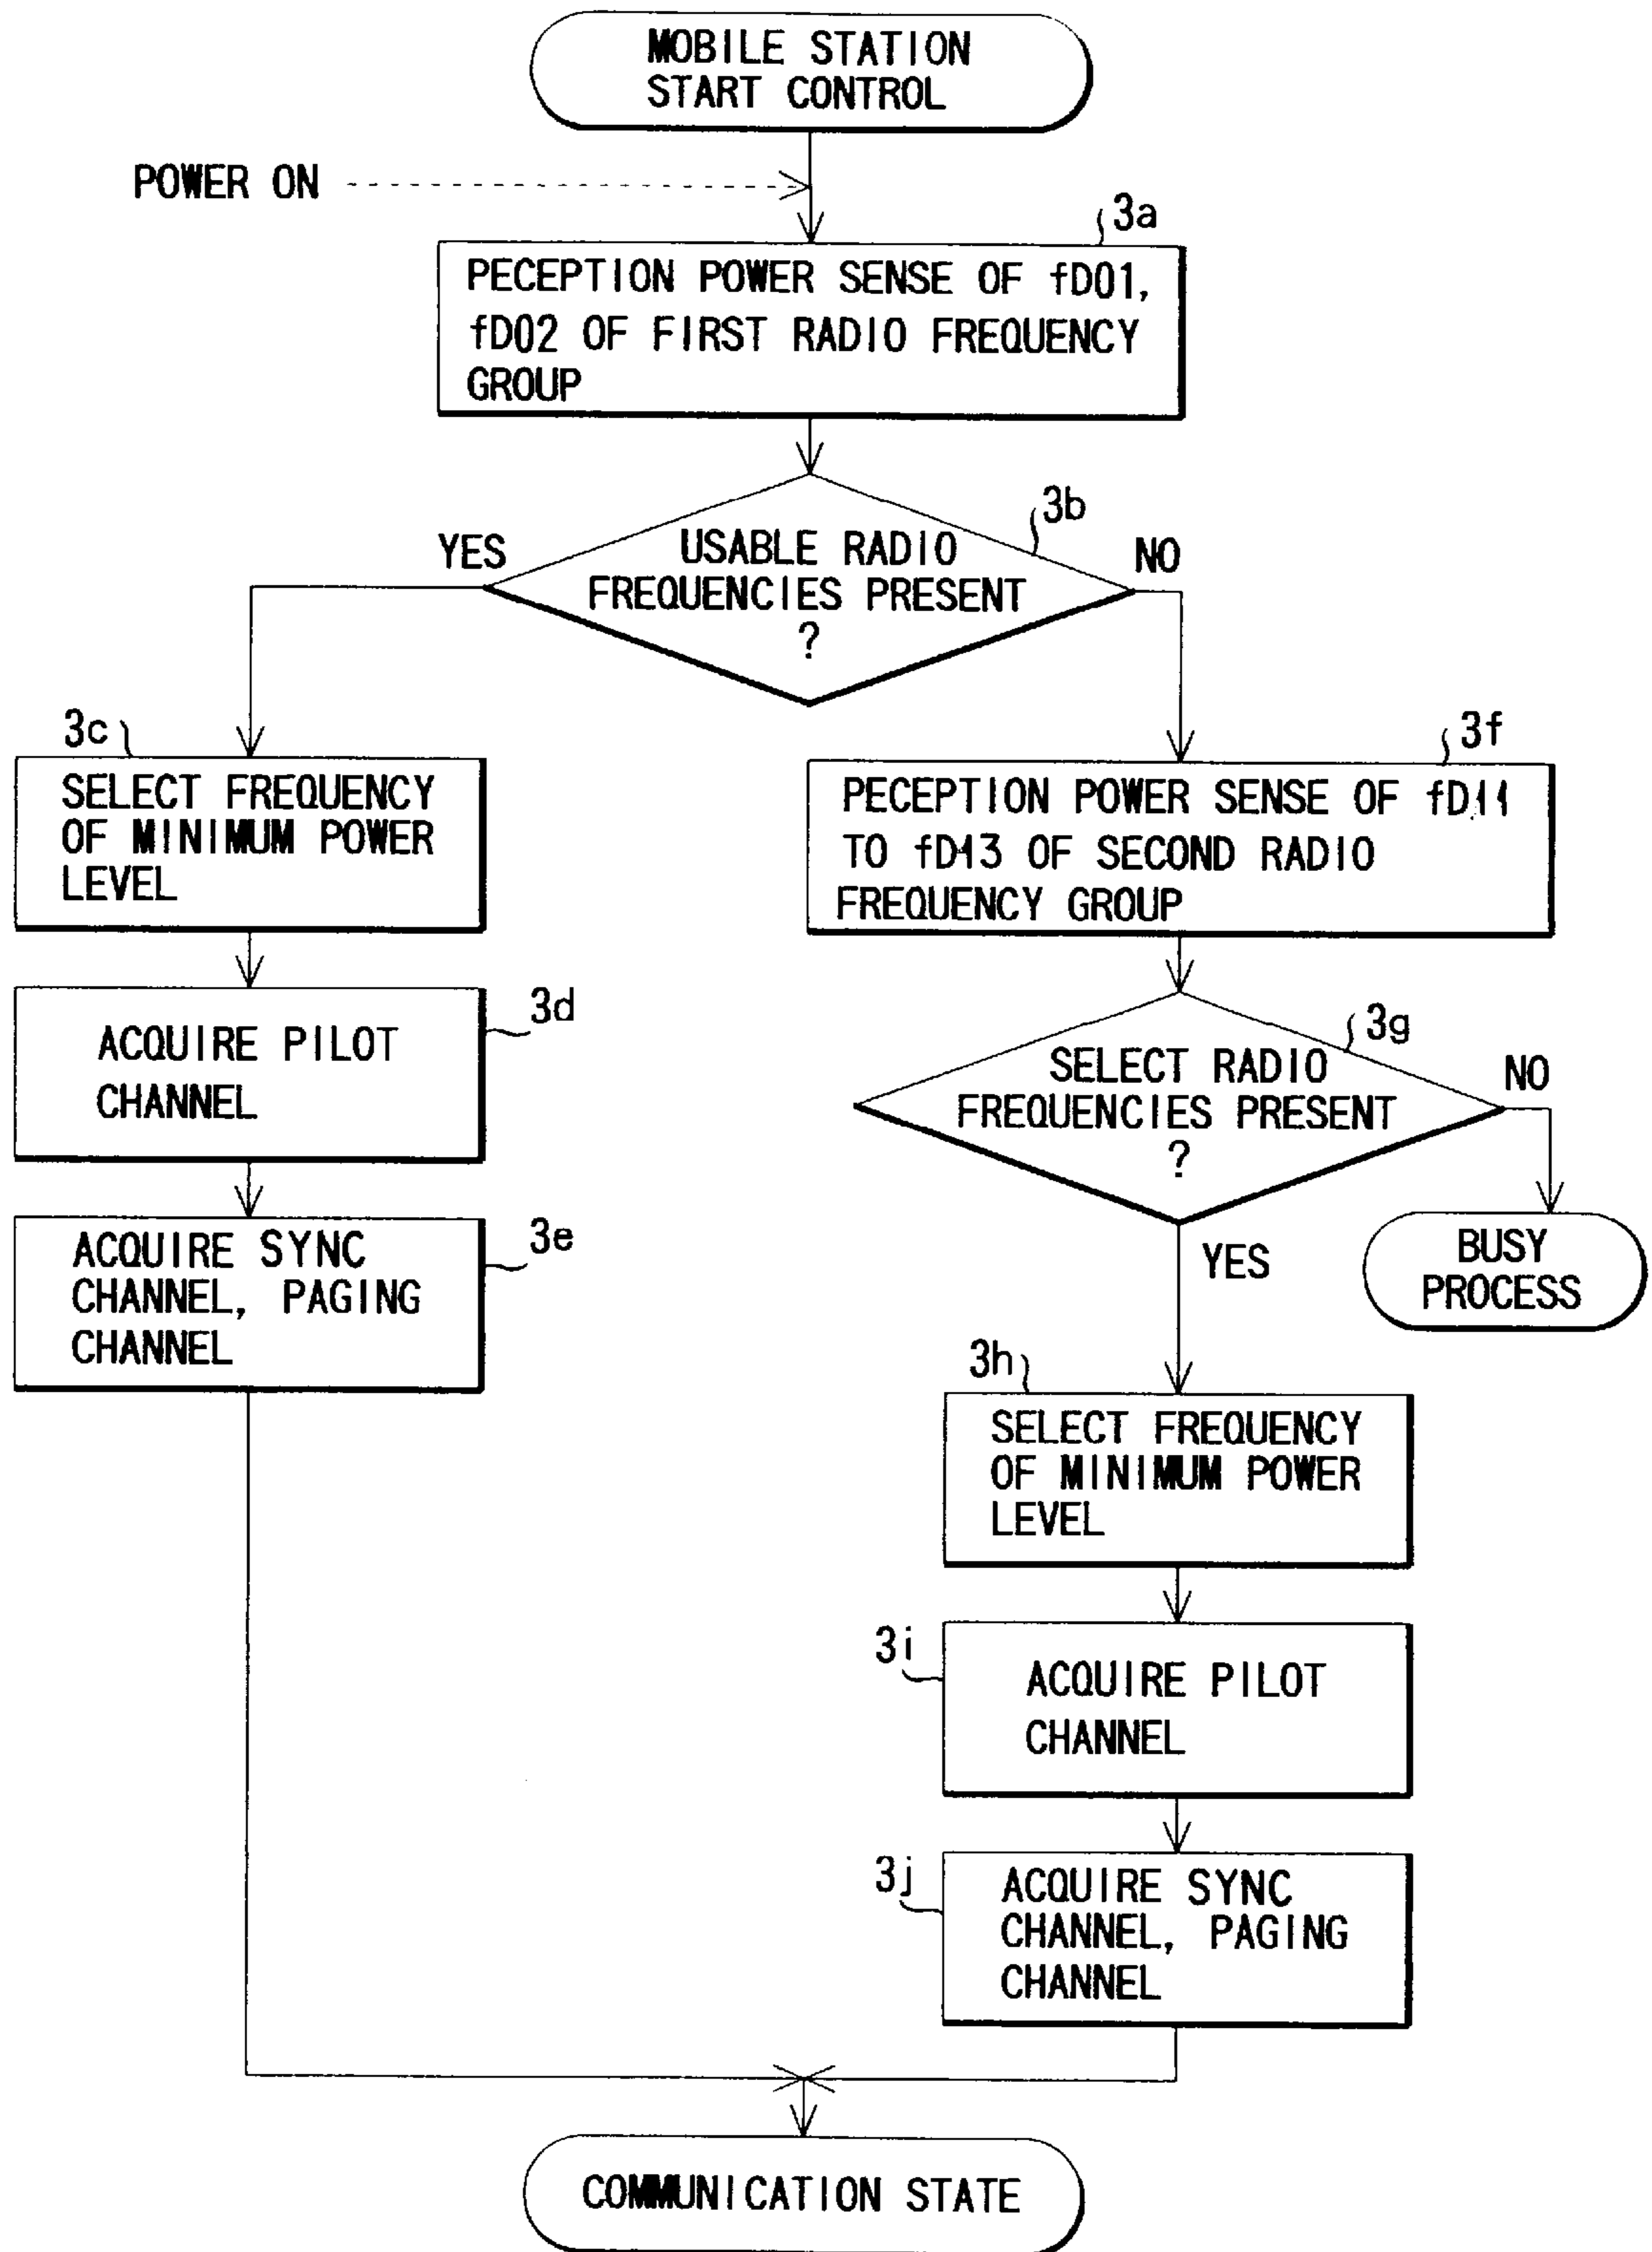 MOBILE STATION
START CONTROL
POWER ON
3a
PECEPTION POWER SENSE OF fD01,
fD02 OF FIRST RADIO FREQUENCY
GROUP
3b
YES
USABLE RADIO
FREQUENCIES PRESENT
?
NO
3c
SELECT FREQUENCY
OF MINIMUM POWER
LEVEL
3f
PECEPTION POWER SENSE OF fD11
TO fD13 OF SECOND RADIO
FREQUENCY GROUP
3d
ACQUIRE PILOT
CHANNEL
3g
SELECT RADIO
FREQUENCIES PRESENT
?
NO
YES
BUSY
PROCESS
3e
ACQUIRE SYNC
CHANNEL, PAGING
CHANNEL
3h
SELECT FREQUENCY
OF MINIMUM POWER
LEVEL
3i
ACQUIRE PILOT
CHANNEL
3j
ACQUIRE SYNC
CHANNEL, PAGING
CHANNEL
COMMUNICATION STATE